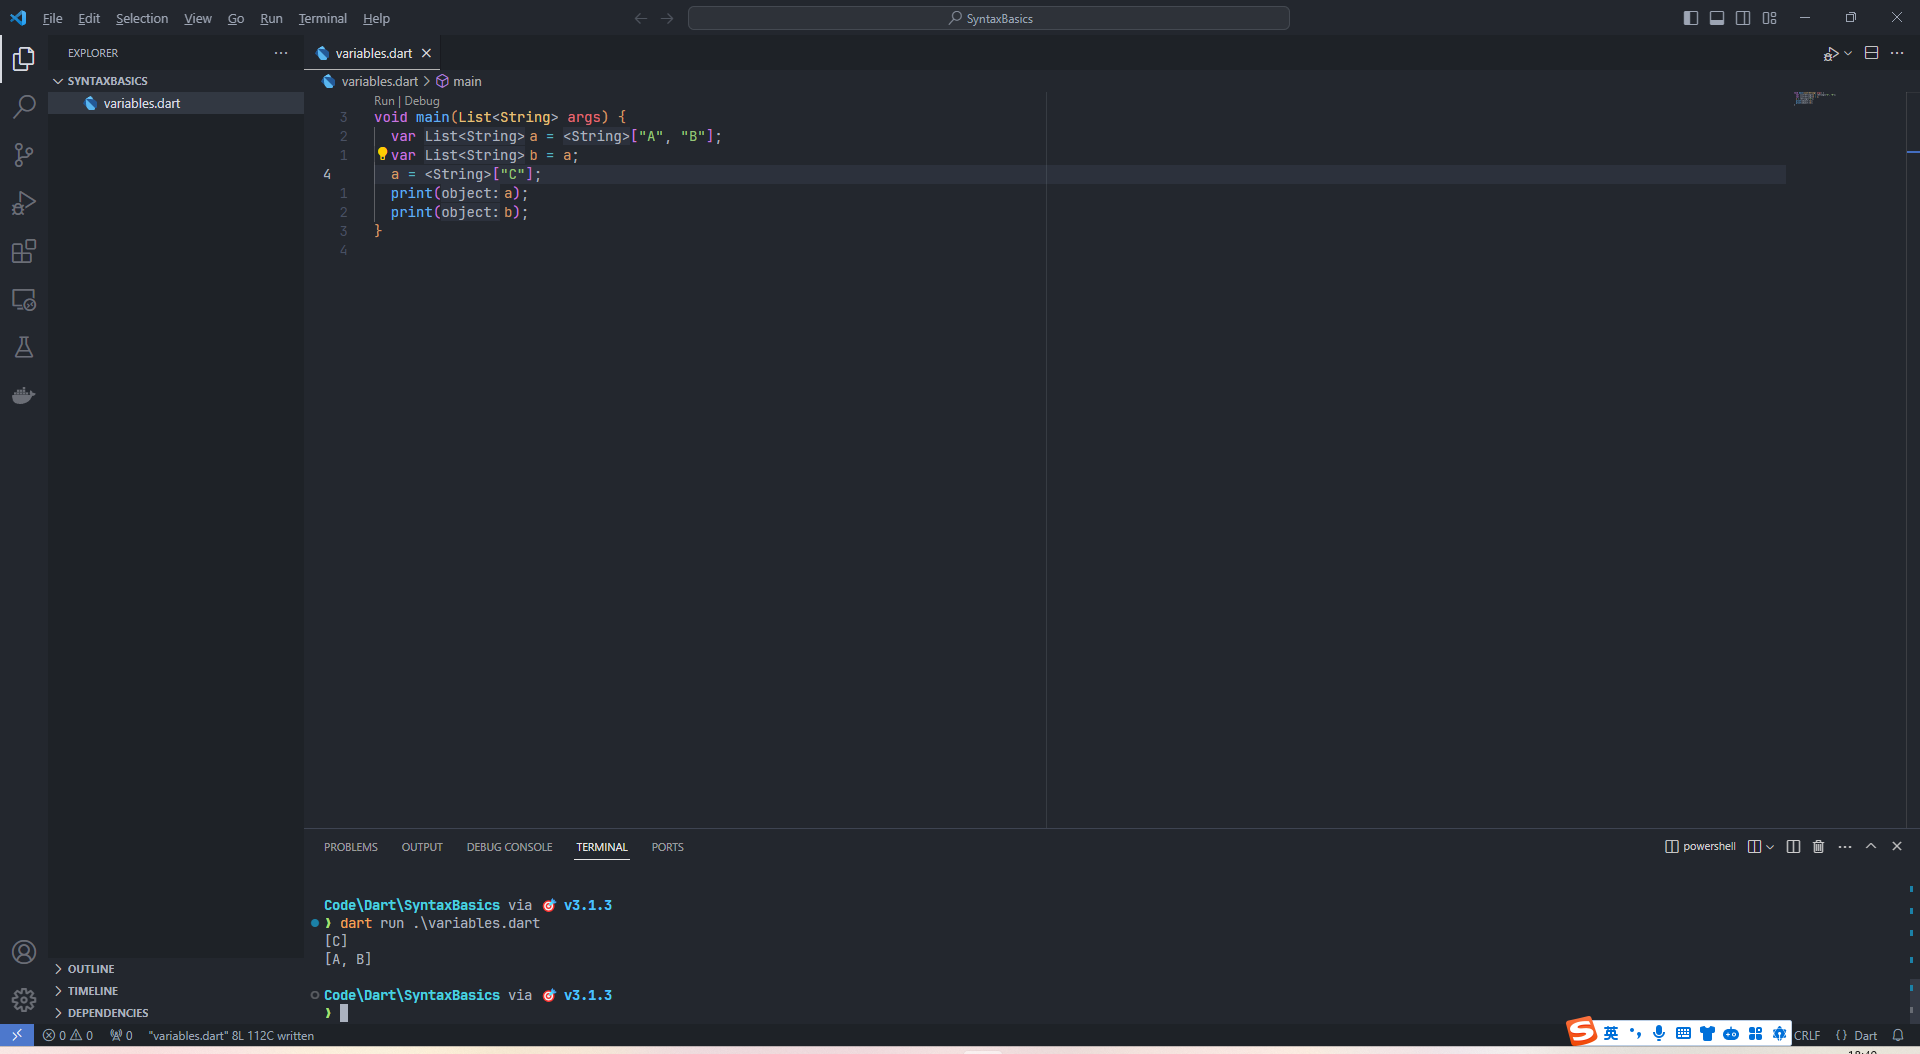 File Edit Selection View Go Run Terminal Help
SyntaxBasics
EXPLORER
SYNTAXBASICS
variables.dart
variables.dart
variables.dart > main
Run | Debug
3 void main(List<String> args) {
2 var List<String> a = <String>["A", "B"];
1 var List<String> b = a;
4 a = <String>["C"];
1 print(object: a);
2 print(object: b);
3 }
4
OUTLINE
TIMELINE
DEPENDENCIES
PROBLEMS OUTPUT DEBUG CONSOLE TERMINAL PORTS
powershell
Code\Dart\SyntaxBasics via 🎯 v3.1.3
❯ dart run .\variables.dart
[C]
[A, B]
Code\Dart\SyntaxBasics via 🎯 v3.1.3
❯
0 0 0 "variables.dart" 8L 112C written
英
CRLF {} Dart